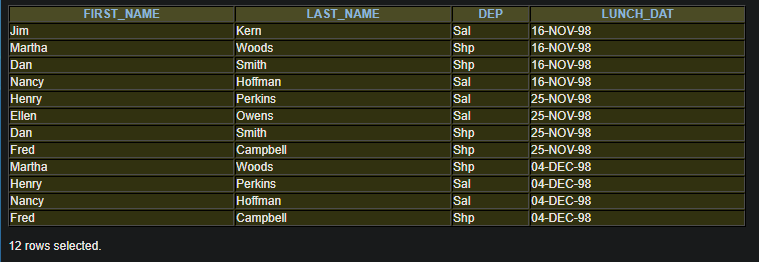 FIRST_NAME LAST_NAME DEP LUNCH_DAT
Jim Kern Sal 16-NOV-98
Martha Woods Shp 16-NOV-98
Dan Smith Shp 16-NOV-98
Nancy Hoffman Sal 16-NOV-98
Henry Perkins Sal 25-NOV-98
Ellen Owens Sal 25-NOV-98
Dan Smith Shp 25-NOV-98
Fred Campbell Shp 25-NOV-98
Martha Woods Shp 04-DEC-98
Henry Perkins Sal 04-DEC-98
Nancy Hoffman Sal 04-DEC-98
Fred Campbell Shp 04-DEC-98
12 rows selected.